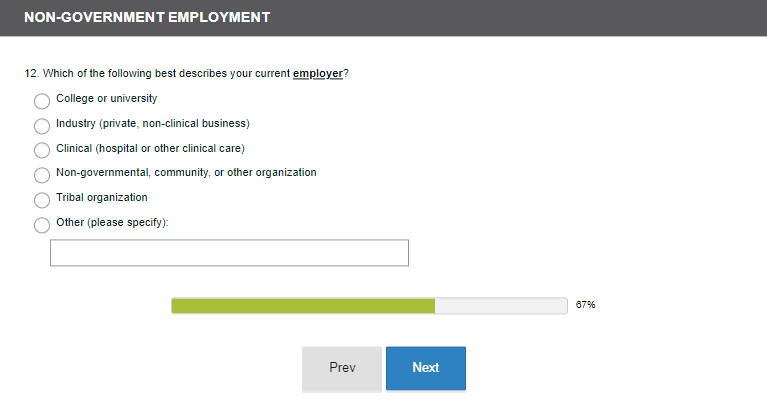 NON-GOVERNMENT EMPLOYMENT
12. Which of the following best describes your current employer?
College or university
Industry (private, non-clinical business)
Clinical (hospital or other clinical care)
Non-governmental, community, or other organization
Tribal organization
Other (please specify):
67%
Prev
Next